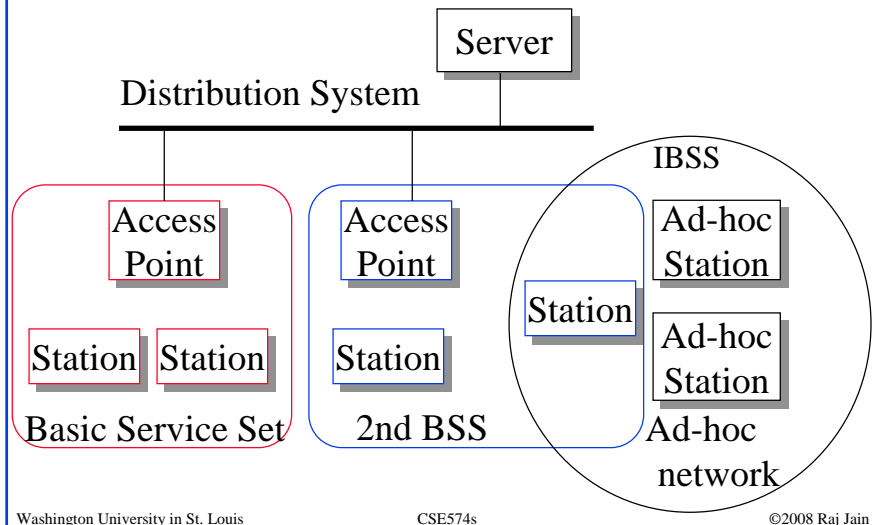 Server
Distribution System
IBSS
Access
Point
Access
Point
Ad-hoc
Station
Station
Ad-hoc
Station
Station
Station
Station
Basic Service Set
2nd BSS
Ad-hoc
network
Washington University in St. Louis
CSE574s
©2008 Raj Jain